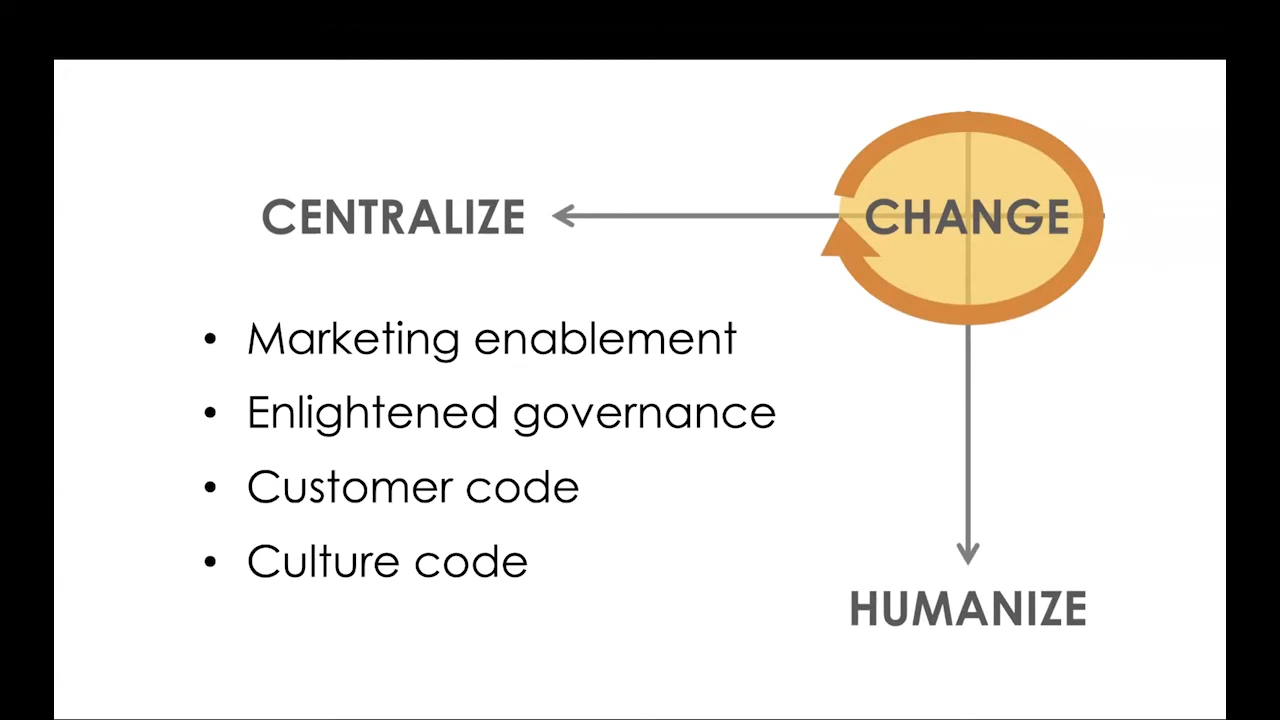 CENTRALIZE
CHANGE
• Marketing enablement
• Enlightened governance
• Customer code
• Culture code
HUMANIZE